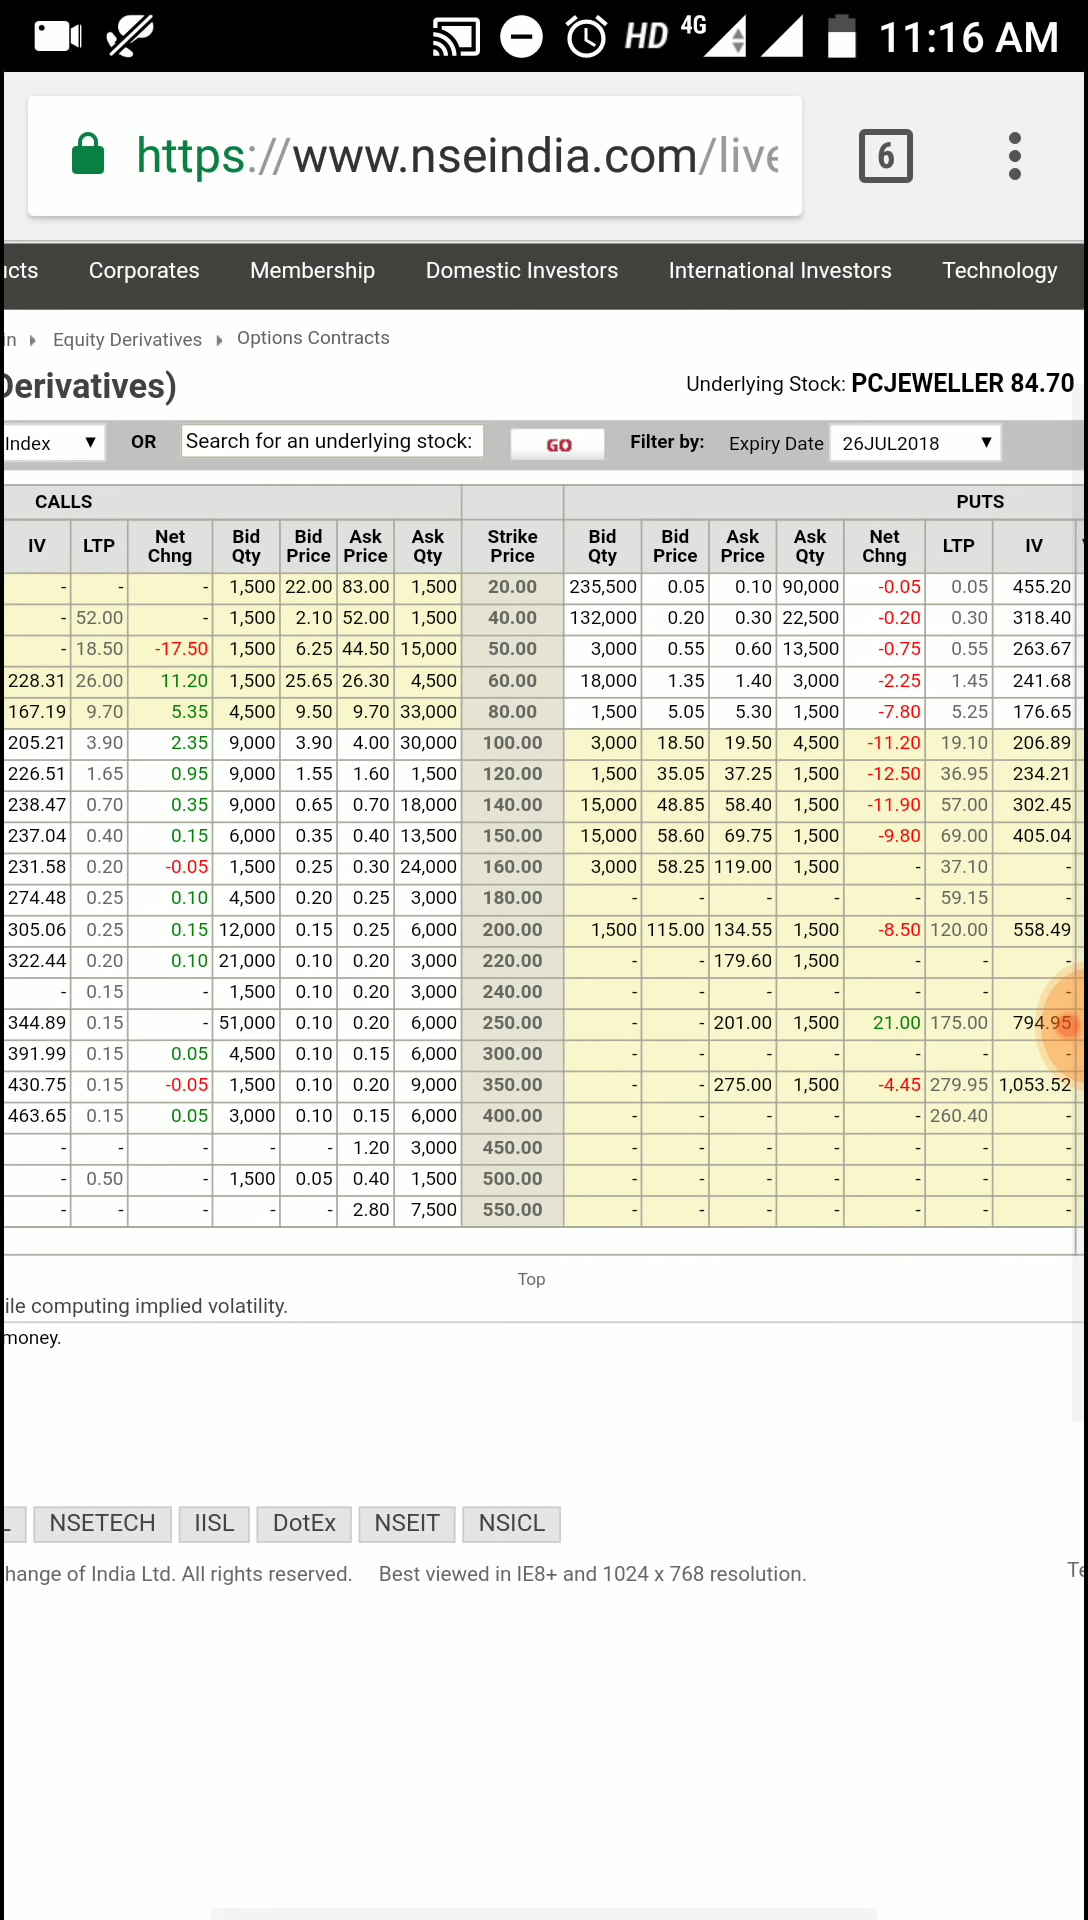 HD 4G 11:16 AM
https://www.nseindia.com/live 6
Corporates Membership Domestic Investors International Investors Technology
Equity Derivatives Options Contracts
Derivatives) Underlying Stock: PCJEWELLER 84.70
Index OR Search for an underlying stock: GO Filter by: Expiry Date 26JUL2018
CALLS PUTS
IV LTP Net Chng Bid Qty Bid Price Ask Price Ask Qty Strike Price Bid Qty Bid Price Ask Price Ask Qty Net Chng LTP IV
- - - 1,500 22.00 83.00 1,500 20.00 235,500 0.05 0.10 90,000 -0.05 0.05 455.20
- 52.00 - 1,500 2.10 52.00 1,500 40.00 132,000 0.20 0.30 22,500 -0.20 0.30 318.40
- 18.50 -17.50 1,500 6.25 44.50 15,000 50.00 3,000 0.55 0.60 13,500 -0.75 0.55 263.67
228.31 26.00 11.20 1,500 25.65 26.30 4,500 60.00 18,000 1.35 1.40 3,000 -2.25 1.45 241.68
167.19 9.70 5.35 4,500 9.50 9.70 33,000 80.00 1,500 5.05 5.30 1,500 -7.80 5.25 176.65
205.21 3.90 2.35 9,000 3.90 4.00 30,000 100.00 3,000 18.50 19.50 4,500 -11.20 19.10 206.89
226.51 1.65 0.95 9,000 1.55 1.60 1,500 120.00 1,500 35.05 37.25 1,500 -12.50 36.95 234.21
238.47 0.70 0.35 9,000 0.65 0.70 18,000 140.00 15,000 48.85 58.40 1,500 -11.90 57.00 302.45
237.04 0.40 0.15 6,000 0.35 0.40 13,500 150.00 15,000 58.60 69.75 1,500 -9.80 69.00 405.04
231.58 0.20 -0.05 1,500 0.25 0.30 24,000 160.00 3,000 58.25 119.00 1,500 - 37.10 -
274.48 0.25 0.10 4,500 0.20 0.25 3,000 180.00 - - - - - 59.15 -
305.06 0.25 0.15 12,000 0.15 0.25 6,000 200.00 1,500 115.00 134.55 1,500 -8.50 120.00 558.49
322.44 0.20 0.10 21,000 0.10 0.20 3,000 220.00 - - 179.60 1,500 - - -
- 0.15 - 1,500 0.10 0.20 3,000 240.00 - - - - - - -
344.89 0.15 - 51,000 0.10 0.20 6,000 250.00 - - 201.00 1,500 21.00 175.00 794.95
391.99 0.15 0.05 4,500 0.10 0.15 6,000 300.00 - - - - - - -
430.75 0.15 -0.05 1,500 0.10 0.20 9,000 350.00 - - 275.00 1,500 -4.45 279.95 1,053.52
463.65 0.15 0.05 3,000 0.10 0.15 6,000 400.00 - - - - - 260.40 -
- - - - - 1.20 3,000 450.00 - - - - - - -
- 0.50 - 1,500 0.05 0.40 1,500 500.00 - - - - - - -
- - - - - 2.80 7,500 550.00 - - - - - - -
Top
ile computing implied volatility.
money.
L NSETECH IISL DotEx NSEIT NSICL
hange of India Ltd. All rights reserved. Best viewed in IE8+ and 1024 x 768 resolution.